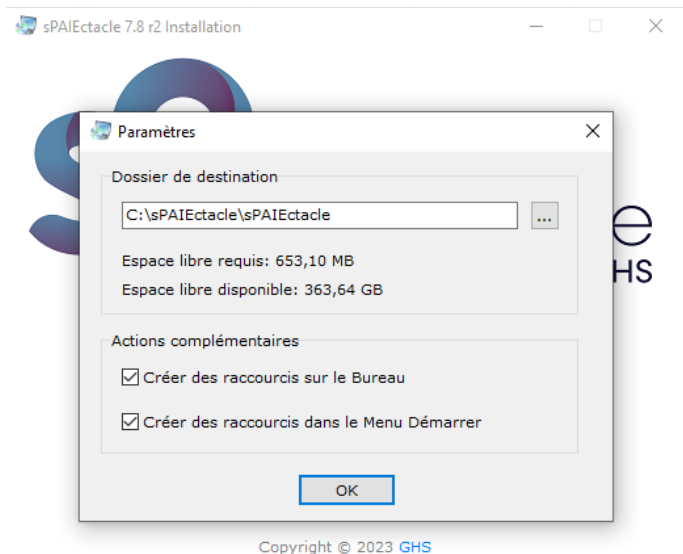 sPAIEctacle 7.8 r2 Installation
Paramètres
Dossier de destination
C:\sPAIEctacle\sPAIEctacle
...
Espace libre requis: 653,10 MB
Espace libre disponible: 363,64 GB
HS
Actions complémentaires
Créer des raccourcis sur le Bureau
Créer des raccourcis dans le Menu Démarrer
OK
Copyright © 2023 GHS